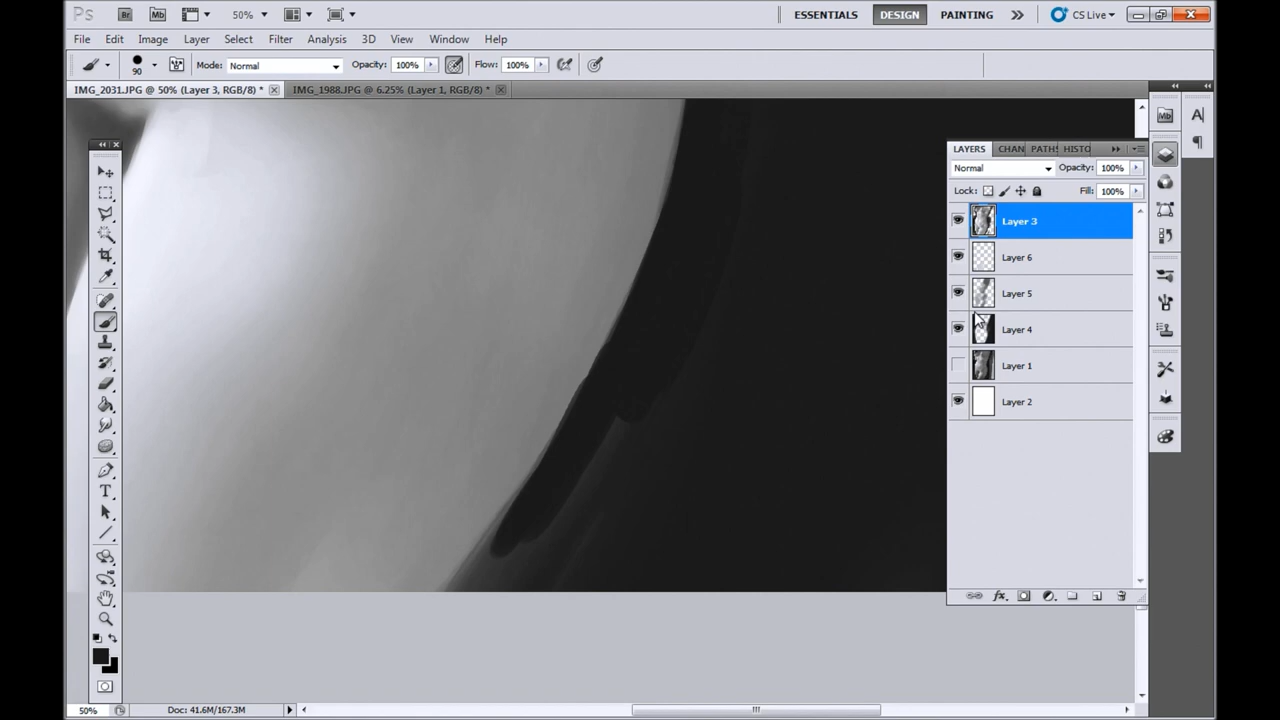 Ps Br Mb 50% ESSENTIALS DESIGN PAINTING CS Live
File Edit Image Layer Select Filter Analysis 3D View Window Help
90 Mode: Normal Opacity: 100% Flow: 100%
IMG_2031.JPG @ 50% (Layer 3, RGB/8) * IMG_1988.JPG @ 6.25% (Layer 1, RGB/8) *
LAYERS CHAN PATHS HISTO
Normal Opacity: 100%
Lock: Fill: 100%
Layer 3
Layer 6
Layer 5
Layer 4
Layer 1
Layer 2
Mb
A
T
fx
50% Doc: 41.6M/167.3M